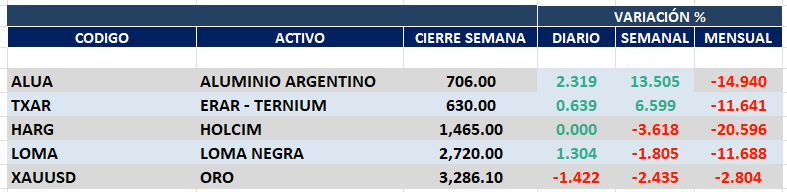 VARIACIÓN %
CODIGO ACTIVO CIERRE SEMANA DIARIO SEMANAL MENSUAL
ALUA ALUMINIO ARGENTINO 706.00 2.319 13.505 -14.940
TXAR ERAR - TERNIUM 630.00 0.639 6.599 -11.641
HARG HOLCIM 1,465.00 0.000 -3.618 -20.596
LOMA LOMA NEGRA 2,720.00 1.304 -1.805 -11.688
XAUUSD ORO 3,286.10 -1.422 -2.435 -2.804